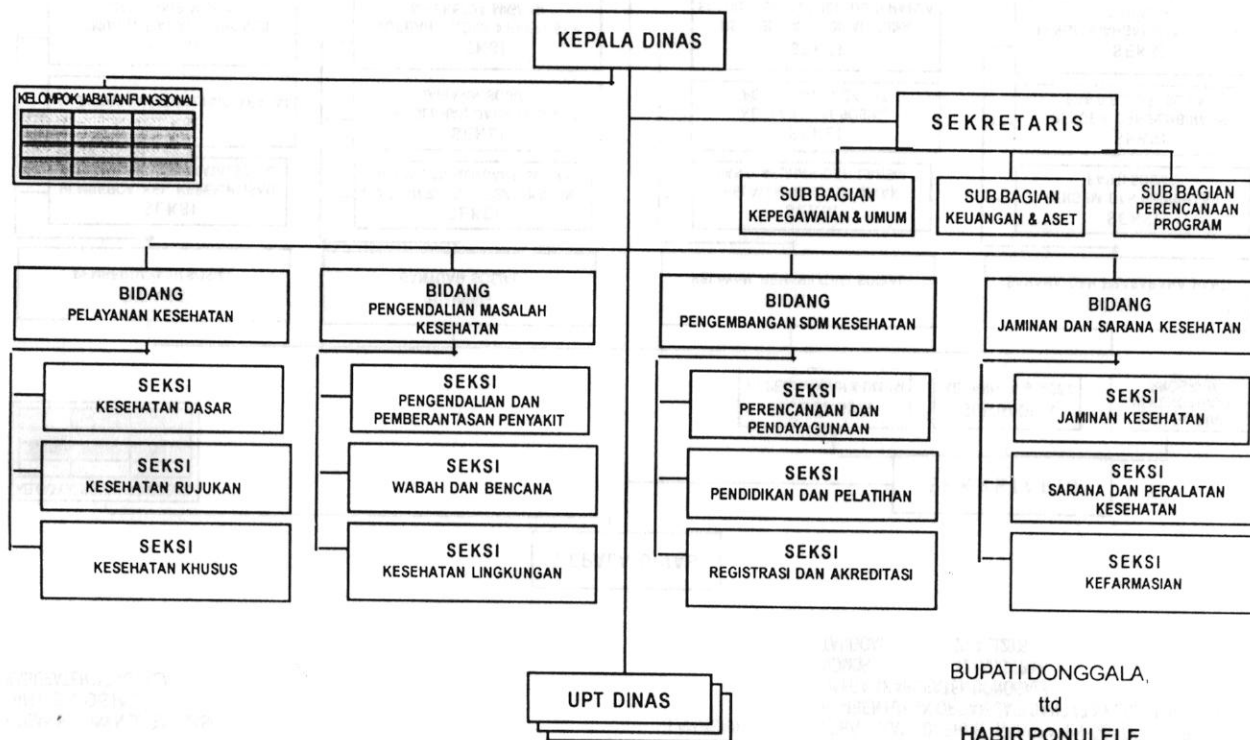 KEPALA DINAS
KELOMPOK JABATAN FUNGSIONAL
SEKRETARIS
SUB BAGIAN
KEPEGAWAIAN & UMUM
SUB BAGIAN
KEUANGAN & ASET
SUB BAGIAN
PERENCANAAN
PROGRAM
BIDANG
PELAYANAN KESEHATAN
BIDANG
PENGENDALIAN MASALAH
KESEHATAN
BIDANG
PENGEMBANGAN SDM KESEHATAN
BIDANG
JAMINAN DAN SARANA KESEHATAN
SEKSI
KESEHATAN DASAR
SEKSI
KESEHATAN RUJUKAN
SEKSI
KESEHATAN KHUSUS
SEKSI
PENGENDALIAN DAN
PEMBERANTASAN PENYAKIT
SEKSI
WABAH DAN BENCANA
SEKSI
KESEHATAN LINGKUNGAN
SEKSI
PERENCANAAN DAN
PENDAYAGUNAAN
SEKSI
PENDIDIKAN DAN PELATIHAN
SEKSI
REGISTRASI DAN AKREDITASI
SEKSI
JAMINAN KESEHATAN
SEKSI
SARANA DAN PERALATAN
KESEHATAN
SEKSI
KEFARMASIAN
UPT DINAS
BUPATI DONGGALA,
ttd
HABIR PONULELE